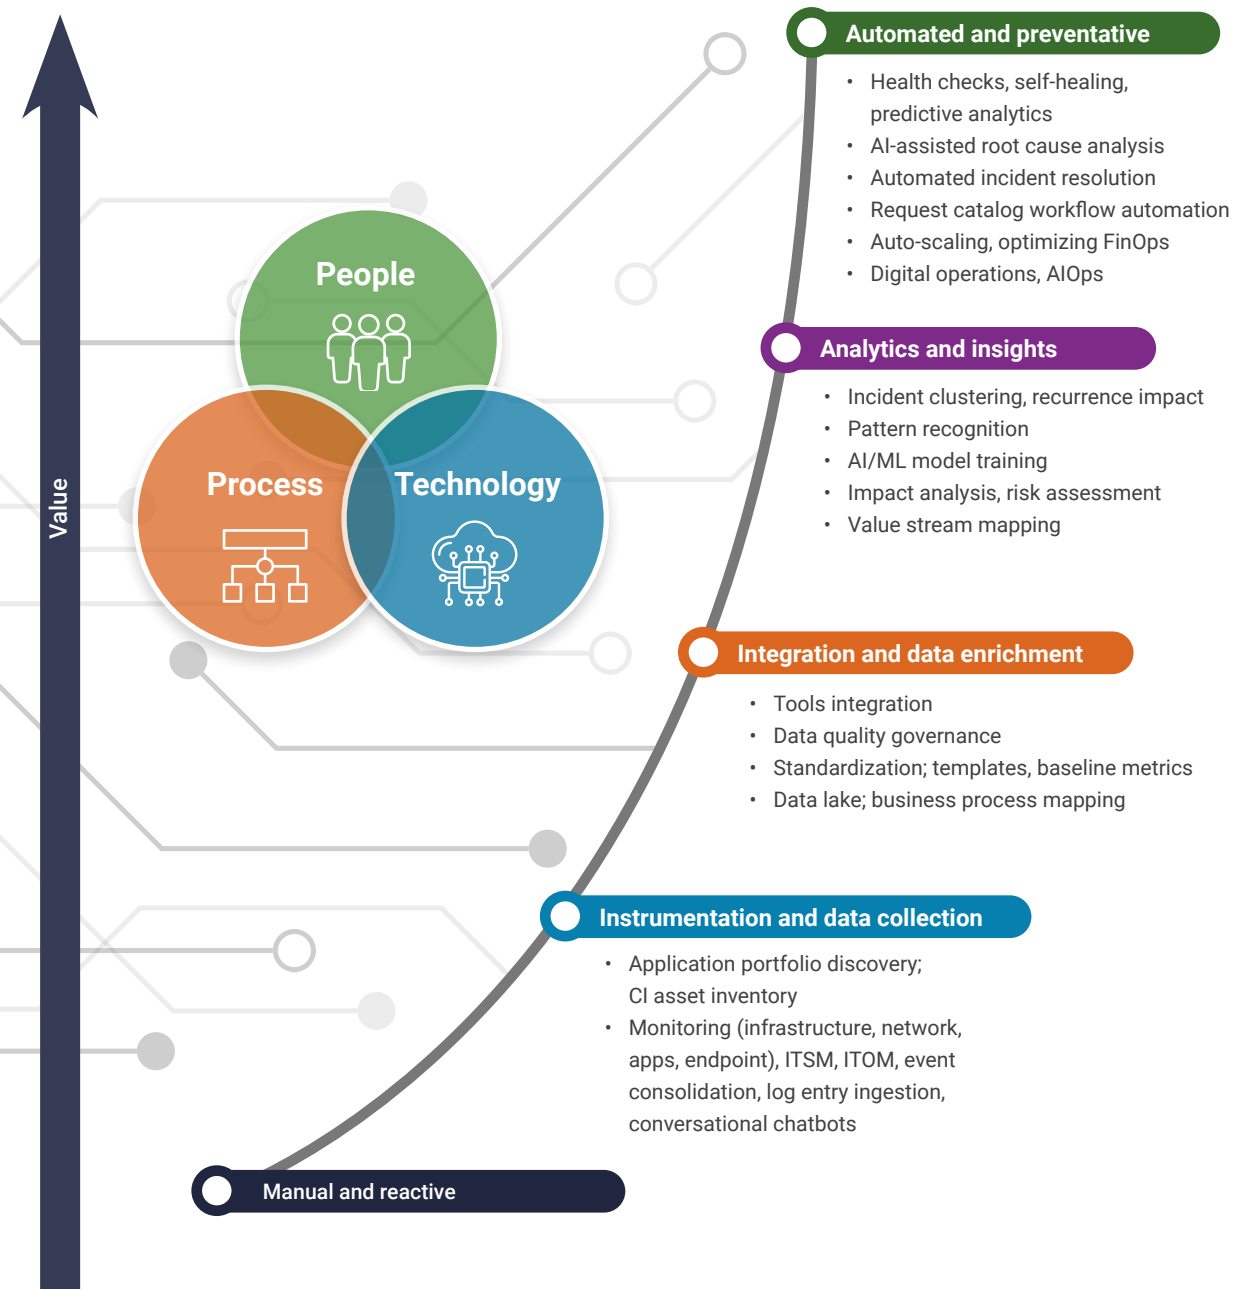 Automated and preventative
• Health checks, self-healing,
predictive analytics
• AI-assisted root cause analysis
• Automated incident resolution
• Request catalog workflow automation
• Auto-scaling, optimizing FinOps
• Digital operations, AIOps
People
Process
Technology
Value
Analytics and insights
• Incident clustering, recurrence impact
• Pattern recognition
• AI/ML model training
• Impact analysis, risk assessment
• Value stream mapping
Integration and data enrichment
• Tools integration
• Data quality governance
• Standardization; templates, baseline metrics
• Data lake; business process mapping
Instrumentation and data collection
• Application portfolio discovery;
CI asset inventory
• Monitoring (infrastructure, network,
apps, endpoint), ITSM, ITOM, event
consolidation, log entry ingestion,
conversational chatbots
Manual and reactive